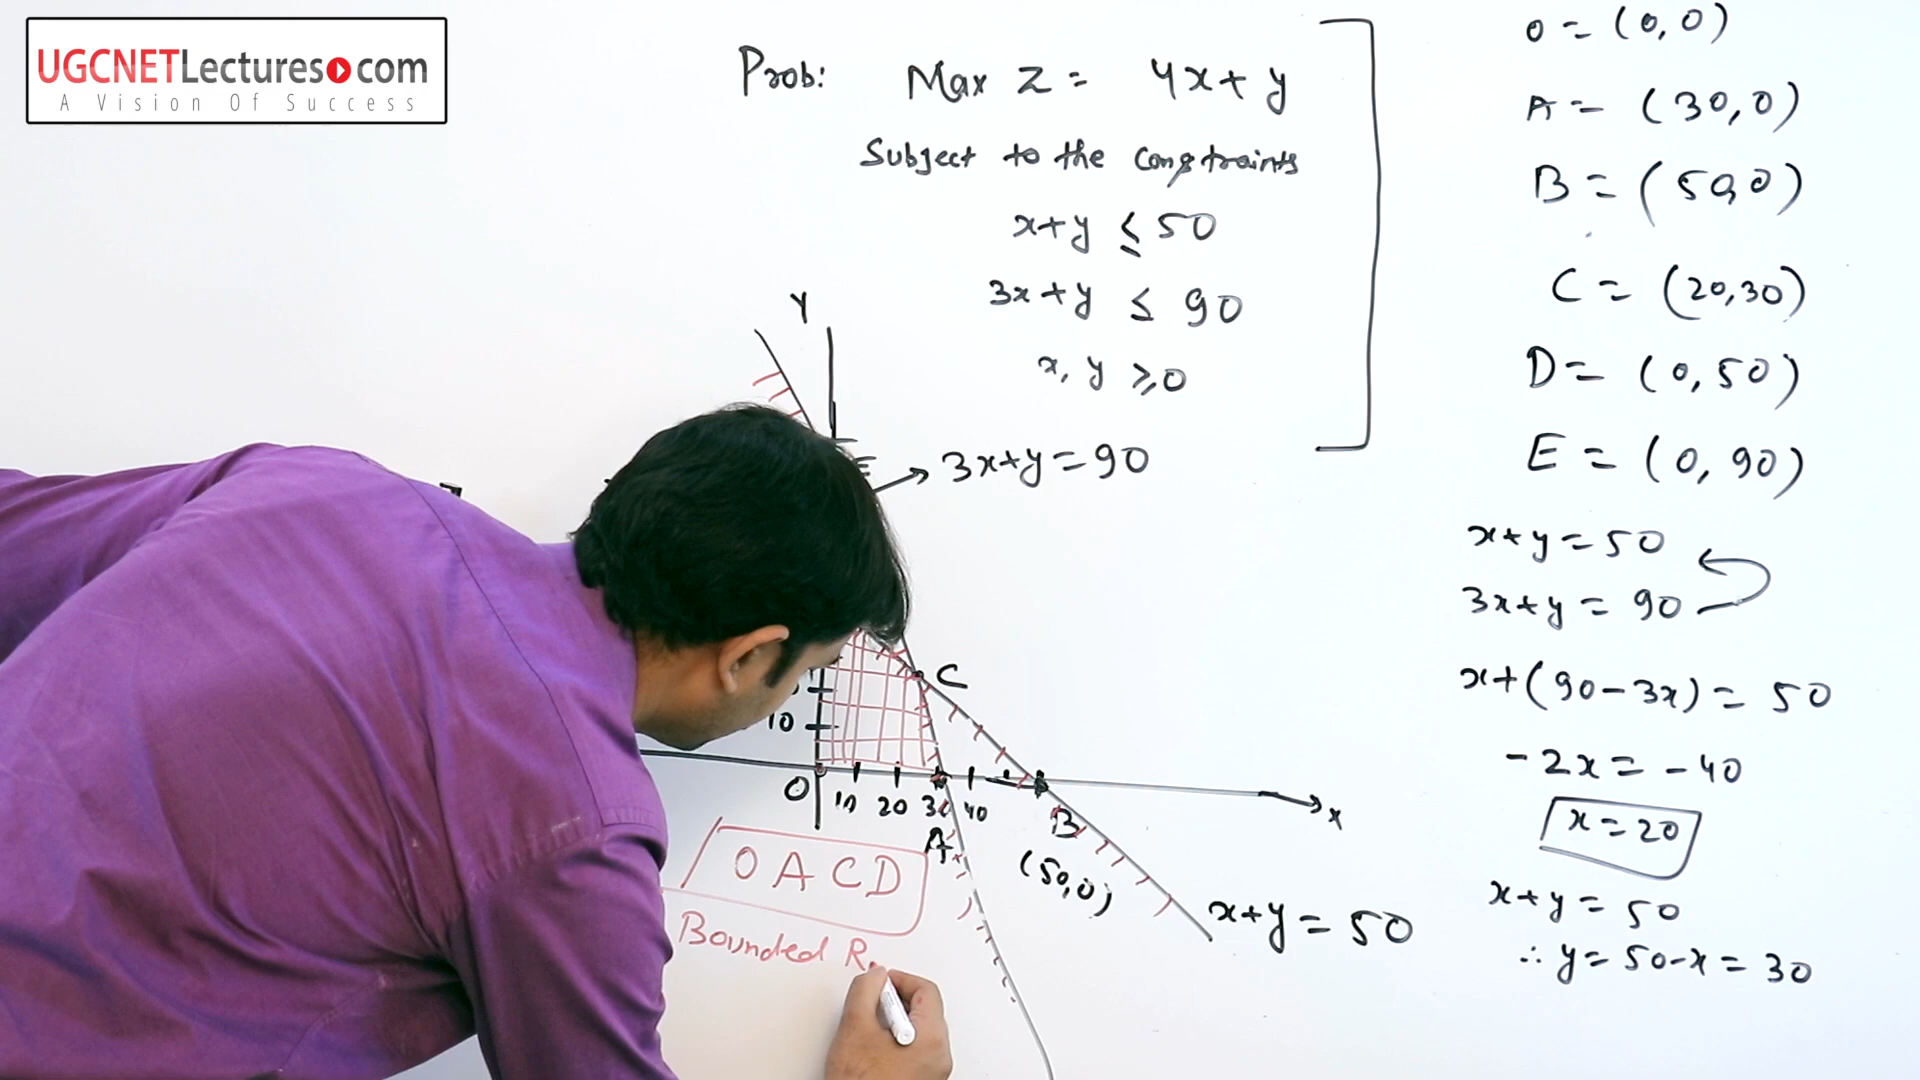 UGCNETLectures.com
A Vision Of Success
Prob: Max Z = 4x+y
Subject to the constraints
x+y ≤ 50
3x+y ≤ 90
x, y ≥ 0
Y
3x+y=90
C
10
O 10 20 30 40
x
A
B
(50,0)
x+y = 50
OACD
Bounded R.
O = (0,0)
A = (30,0)
B = (50,0)
C = (20,30)
D = (0,50)
E = (0,90)
x+y=50
3x+y = 90
x+(90-3x) = 50
-2x = -40
x = 20
x+y = 50
∴ y = 50-x = 30